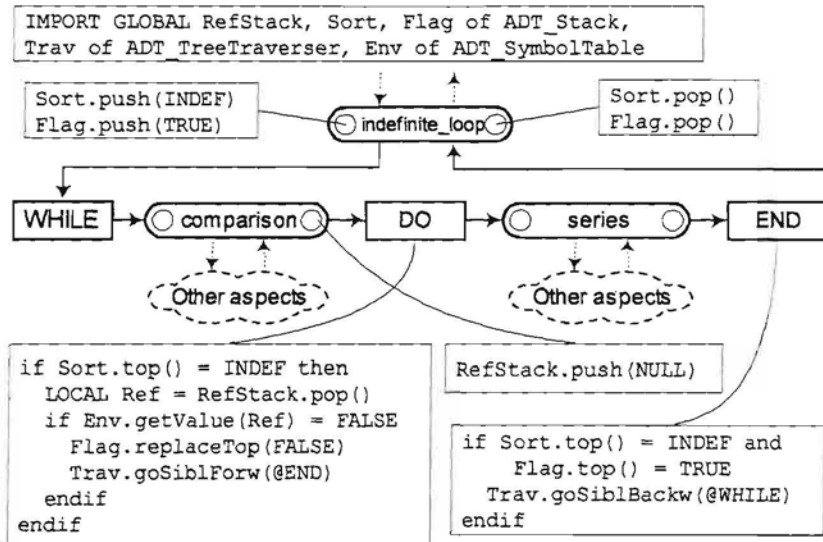 IMPORT GLOBAL RefStack, Sort, Flag of ADT_Stack,
Trav of ADT_TreeTraverser, Env of ADT_SymbolTable
Sort.push(INDEF)
Flag.push(TRUE)
indefinite_loop
Sort.pop()
Flag.pop()
WHILE
comparison
DO
series
END
Other aspects
Other aspects
if Sort.top() = INDEF then
LOCAL Ref = RefStack.pop()
if Env.getValue(Ref) = FALSE
Flag.replaceTop(FALSE)
Trav.goSiblForw(@END)
endif
endif
RefStack.push(NULL)
if Sort.top() = INDEF and
Flag.top() = TRUE
Trav.goSiblBackw(@WHILE)
endif